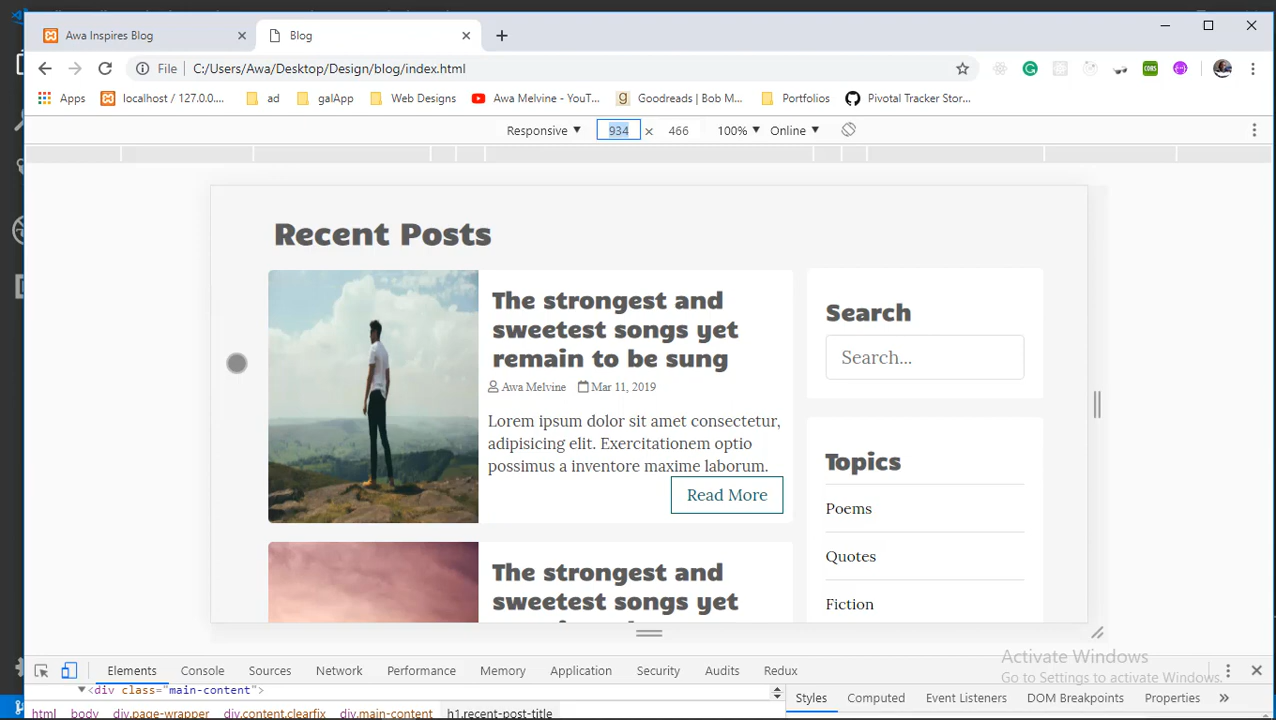 Awa Inspires Blog
Blog
File
C:/Users/Awa/Desktop/Design/blog/index.html
Apps
localhost / 127.0.0....
ad
galApp
Web Designs
Awa Melvine - YouT...
Goodreads | Bob M...
Portfolios
Pivotal Tracker Stor...
CORS
Responsive ▼
934 × 466
100% ▼
Online ▼
Recent Posts
The strongest and
sweetest songs yet
remain to be sung
Awa Melvine
Mar 11, 2019
Lorem ipsum dolor sit amet consectetur,
adipisicing elit. Exercitationem optio
possimus a inventore maxime laborum.
Read More
The strongest and
sweetest songs yet
Search
Search...
Topics
Poems
Quotes
Fiction
Activate Windows
Go to Settings to activate Windows.
Elements
Console
Sources
Network
Performance
Memory
Application
Security
Audits
Redux
<div class="main-content">
Styles
Computed
Event Listeners
DOM Breakpoints
Properties
html
body
div.page-wrapper
div.content.clearfix
div.main-content
h1.recent-post-title